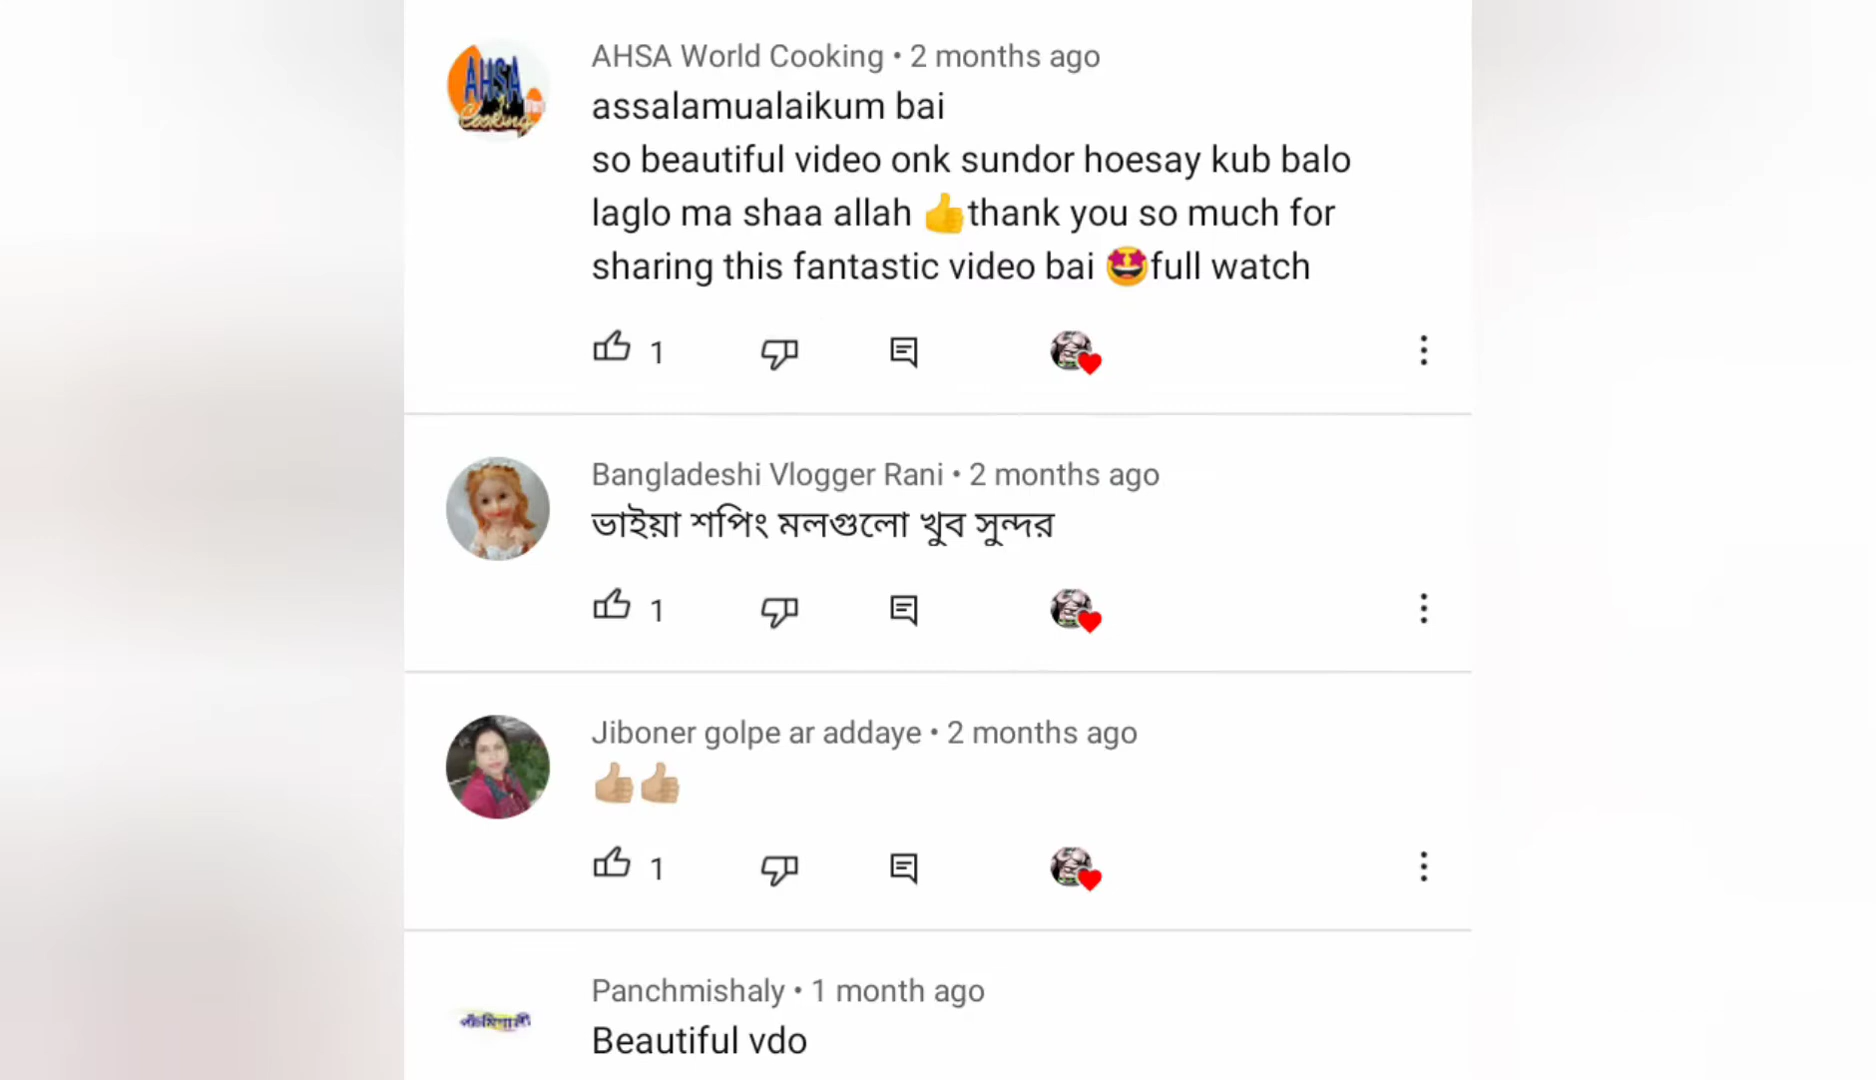 AHSA
Cooking
AHSA World Cooking • 2 months ago
assalamualaikum bai
so beautiful video onk sundor hoesay kub balo
laglo ma shaa allah 👍thank you so much for
sharing this fantastic video bai 🤩full watch
1
Bangladeshi Vlogger Rani • 2 months ago
ভাইয়া শপিং মলগুলো খুব সুন্দর
1
Jiboner golpe ar addaye • 2 months ago
👍🏼👍🏼
1
Panchmishaly • 1 month ago
পাঁচমিশালী
Beautiful vdo